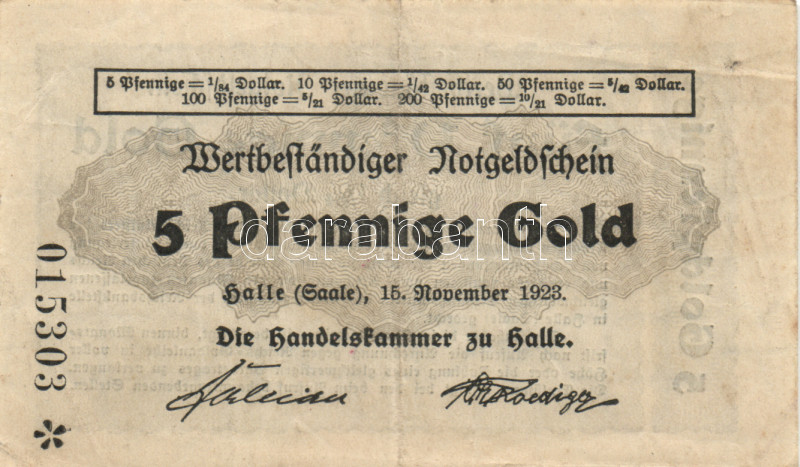 5 Pfennige = 1/84 Dollar. 10 Pfennige = 1/42 Dollar. 50 Pfennige = 5/42 Dollar.
100 Pfennige = 5/21 Dollar. 200 Pfennige = 10/21 Dollar.
Wertbeständiger Notgeldschein
5 Pfennige Gold
darabanth
Halle (Saale), 15. November 1923.
Die Handelskammer zu Halle.
015303 *